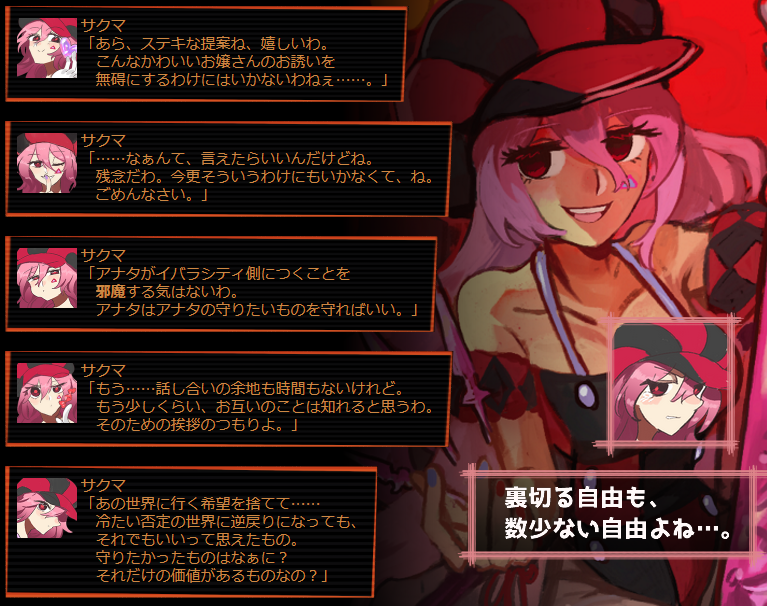 サクマ
「あら、ステキな提案ね、嬉しいわ。
こんなかわいいお嬢さんのお誘いを
無碍にするわけにはいかないわねぇ……。」
サクマ
「……なぁんて、言えたらいいんだけどね。
残念だわ。今更そういうわけにもいかなくて、ね。
ごめんなさい。」
サクマ
「アナタがイバラシティ側につくことを
邪魔する気はないわ。
アナタはアナタの守りたいものを守ればいい。」
サクマ
「もう……話し合いの余地も時間もないけれど。
もう少しくらい、お互いのことは知れると思うわ。
そのための挨拶のつもりよ。」
サクマ
「あの世界に行く希望を捨てて……
冷たい否定の世界に逆戻りになっても、
それでもいいって思えたもの。
守りたかったものはなぁに？
それだけの価値があるものなの？」
裏切る自由も、
数少ない自由よね…。